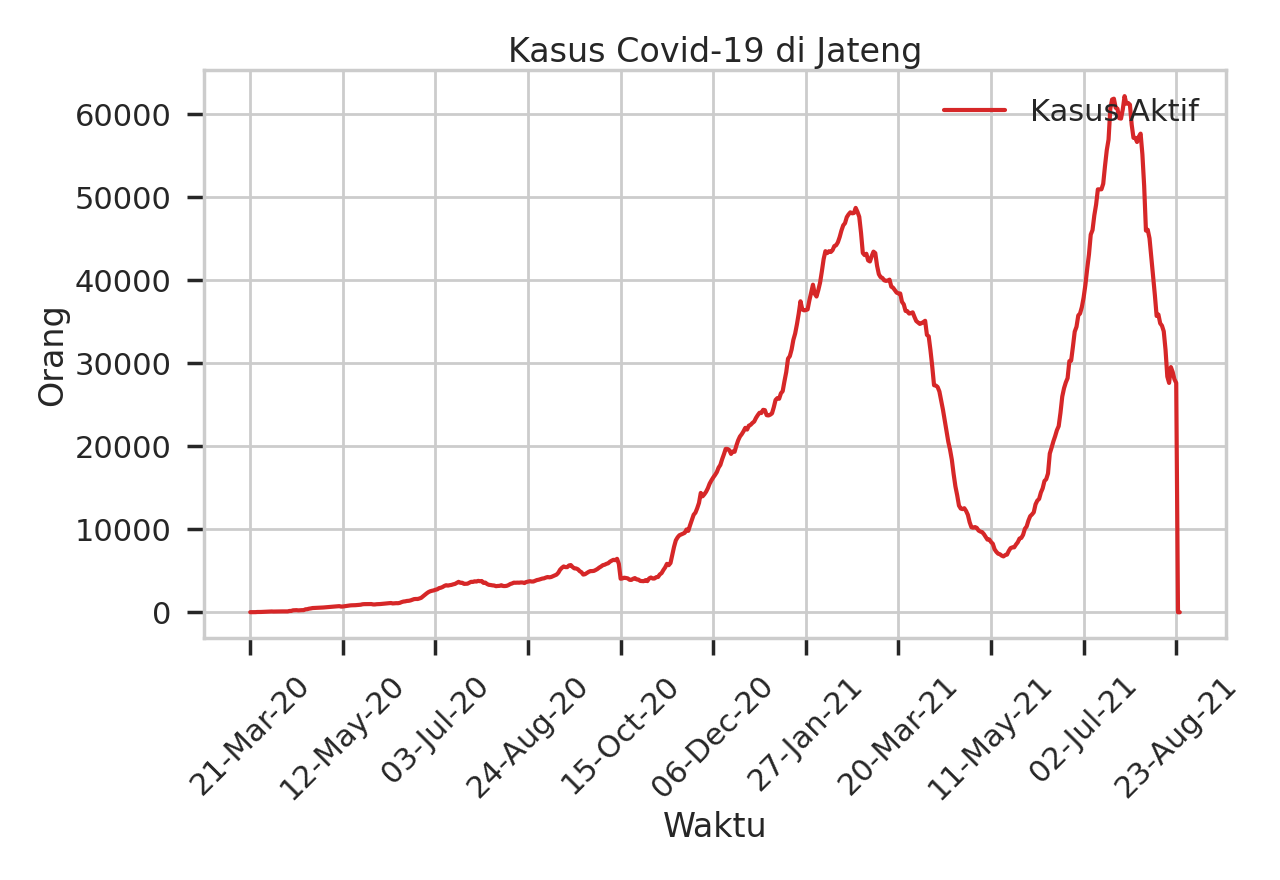 Kasus Covid-19 di Jateng
Kasus Aktif
60000
50000
40000
30000
20000
10000
0
Orang
21-Mar-20
12-May-20
03-Jul-20
24-Aug-20
15-Oct-20
06-Dec-20
27-Jan-21
20-Mar-21
11-May-21
02-Jul-21
23-Aug-21
Waktu